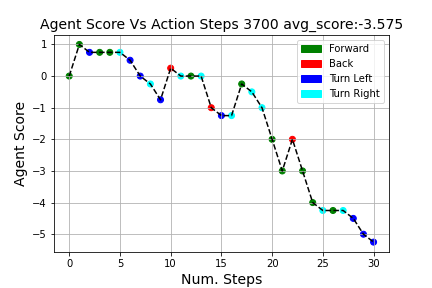 Agent Score Vs Action Steps 3700 avg_score:-3.575
Forward
Back
Turn Left
Turn Right
Agent Score
1
0
−1
−2
−3
−4
−5
0 5 10 15 20 25 30
Num. Steps